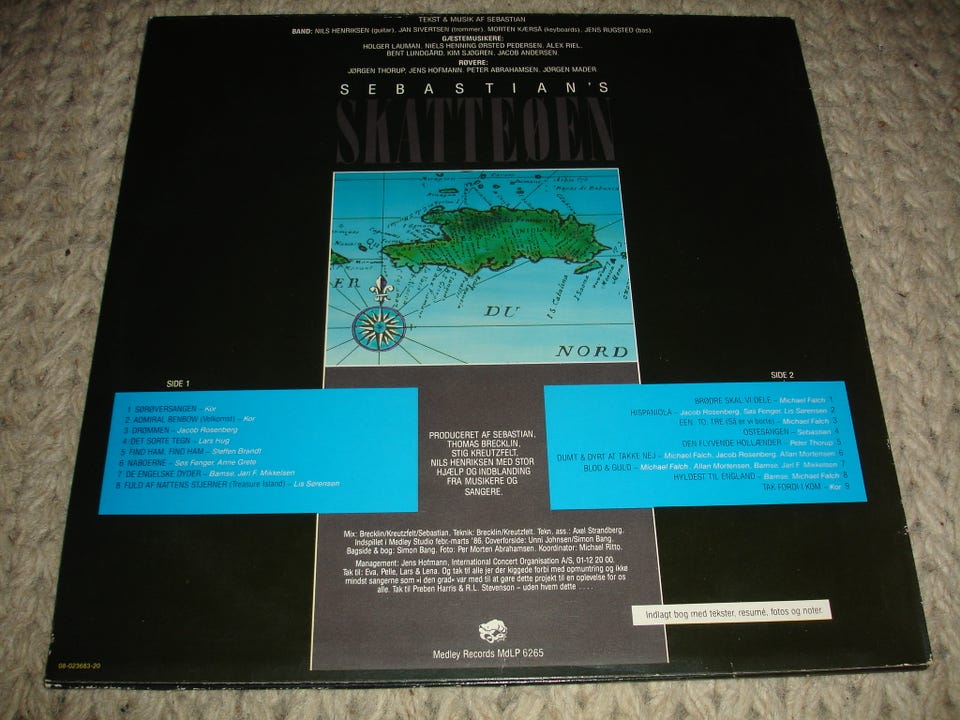 TEKST & MUSIK AF SEBASTIAN
BAND: NILS HENRIKSEN (guitar), JAN SIVERTSEN (trommer), MORTEN KÆRSÅ (keyboards), JENS RUGSTED (bas).
GÆSTEMUSIKERE:
HOLGER LAUMAN, NIELS HENNING ØRSTED PEDERSEN, ALEX RIEL,
BENT LUNDGÅRD, KIM SJØGREN, JACOB ANDERSEN.
RØVERE:
JØRGEN THORUP, JENS HOFMANN, PETER ABRAHAMSEN, JØRGEN MADER.
SEBASTIAN'S
SKATTEØEN
I S. Catalina
ER
DU
NORD
SIDE 1
1 SØRØVERSANGEN – Kor
2 ADMIRAL BENBOW (Velkomst) – Kor
3 DRØMMEN – Jacob Rosenberg
4 DET SORTE TEGN – Lars Hug
5 FIND HAM, FIND HAM – Steffen Brandt
6 NABOERNE – Søs Fenger, Anne Grete
7 DE ENGELSKE DYDER – Bamse, Jarl F. Mikkelsen
8 FULD AF NATTENS STJERNER (Treasure Island) – Lis Sørensen
SIDE 2
BRØDRE SKAL VI DELE – Michael Falch 1
HISPANIOLA – Jacob Rosenberg, Søs Fenger, Lis Sørensen 2
EEN, TO, TRE (Så er vi borte) – Michael Falch 3
OSTESANGEN – Sebastian 4
DEN FLYVENDE HOLLÆNDER – Peter Thorup 5
DUMT & DYRT AT TAKKE NEJ – Michael Falch, Jacob Rosenberg, Allan Mortensen 6
BLOD & GULD – Michael Falch, Allan Mortensen, Bamse, Jarl F. Mikkelsen 7
HYLDEST TIL ENGLAND – Bamse, Michael Falch 8
TAK FORDI I KOM – Kor 9
PRODUCERET AF SEBASTIAN,
THOMAS BRECKLIN,
STIG KREUTZFELT,
NILS HENRIKSEN MED STOR
HJÆLP OG INDBLANDING
FRA MUSIKERE OG
SANGERE.
Mix: Brecklin/Kreutzfelt/Sebastian. Teknik: Brecklin/Kreutzfelt. Tekn. ass.: Axel Strandberg.
Indspillet i Medley Studio febr.-marts '86. Coverforside: Unni Johnsen/Simon Bang.
Bagside & bog: Simon Bang. Foto: Per Morten Abrahamsen. Koordinator: Michael Ritto.
Management: Jens Hofmann, International Concert Organisation A/S, 01-12 20 00.
Tak til: Eva, Pelle, Lars & Lena. Og tak til alle jer der kiggede forbi med opmuntring og ikke
mindst sangerne som »i den grad« var med til at gøre dette projekt til en oplevelse for os
alle. Tak til Preben Harris & R.L. Stevenson – uden hvem dette . . . .
Indlagt bog med tekster, resumé, fotos og noter.
Medley Records MdLP 6265
08-023683-20